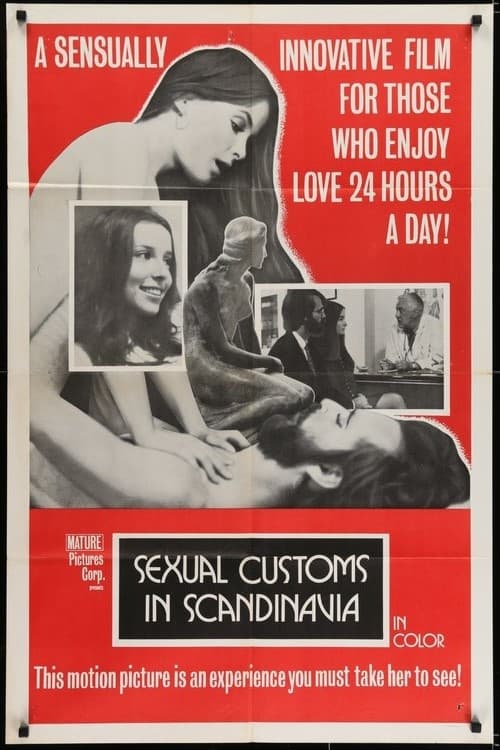 A SENSUALLY
INNOVATIVE FILM
FOR THOSE
WHO ENJOY
LOVE 24 HOURS
A DAY!
MATURE
Pictures
Corp.
presents
SEXUAL CUSTOMS
IN SCANDINAVIA
IN
COLOR
This motion picture is an experience you must take her to see!